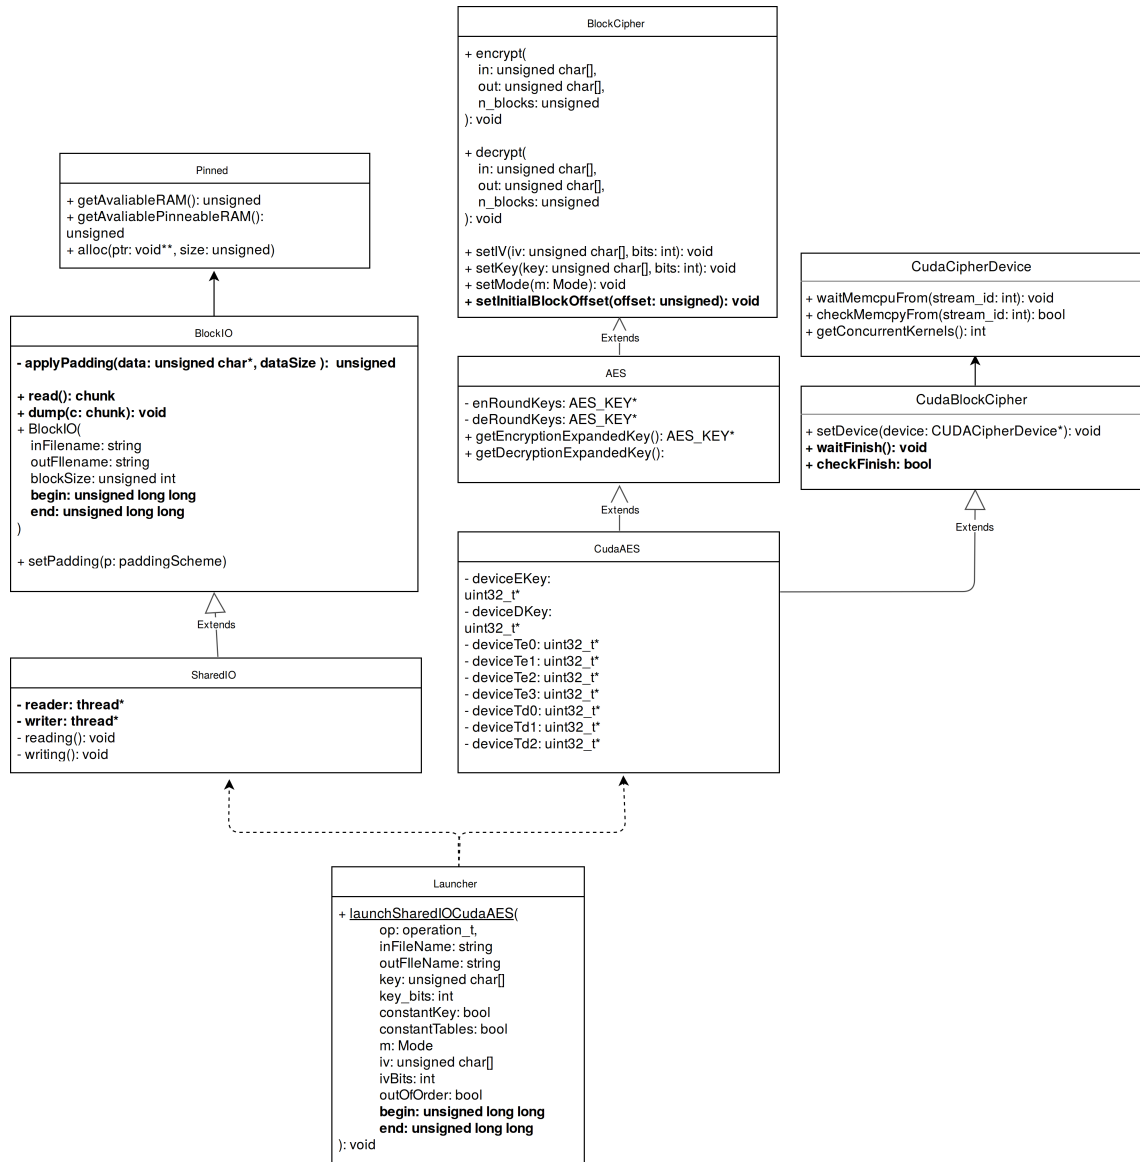 BlockCipher
+ encrypt(
in: unsigned char[],
out: unsigned char[],
n_blocks: unsigned
): void
+ decrypt(
in: unsigned char[],
out: unsigned char[],
n_blocks: unsigned
): void
+ setIV(iv: unsigned char[], bits: int): void
+ setKey(key: unsigned char[], bits: int): void
+ setMode(m: Mode): void
+ setInitialBlockOffset(offset: unsigned): void
Pinned
+ getAvaliableRAM(): unsigned
+ getAvaliablePinneableRAM():
unsigned
+ alloc(ptr: void**, size: unsigned)
CudaCipherDevice
+ waitMemcpuFrom(stream_id: int): void
+ checkMemcpyFrom(stream_id: int): bool
+ getConcurrentKernels(): int
BlockIO
- applyPadding(data: unsigned char*, dataSize ): unsigned
+ read(): chunk
+ dump(c: chunk): void
+ BlockIO(
inFilename: string
outFIlename: string
blockSize: unsigned int
begin: unsigned long long
end: unsigned long long
)
+ setPadding(p: paddingScheme)
Extends
AES
- enRoundKeys: AES_KEY*
- deRoundKeys: AES_KEY*
+ getEncryptionExpandedKey(): AES_KEY*
+ getDecryptionExpandedKey():
CudaBlockCipher
+ setDevice(device: CUDACipherDevice*): void
+ waitFinish(): void
+ checkFinish: bool
Extends
Extends
CudaAES
- deviceEKey:
uint32_t*
- deviceDKey:
uint32_t*
- deviceTe0: uint32_t*
- deviceTe1: uint32_t*
- deviceTe2: uint32_t*
- deviceTe3: uint32_t*
- deviceTd0: uint32_t*
- deviceTd1: uint32_t*
- deviceTd2: uint32_t*
Extends
SharedIO
- reader: thread*
- writer: thread*
- reading(): void
- writing(): void
Launcher
+ launchSharedIOCudaAES(
op: operation_t,
inFileName: string
outFIleName: string
key: unsigned char[]
key_bits: int
constantKey: bool
constantTables: bool
m: Mode
iv: unsigned char[]
ivBits: int
outOfOrder: bool
begin: unsigned long long
end: unsigned long long
): void